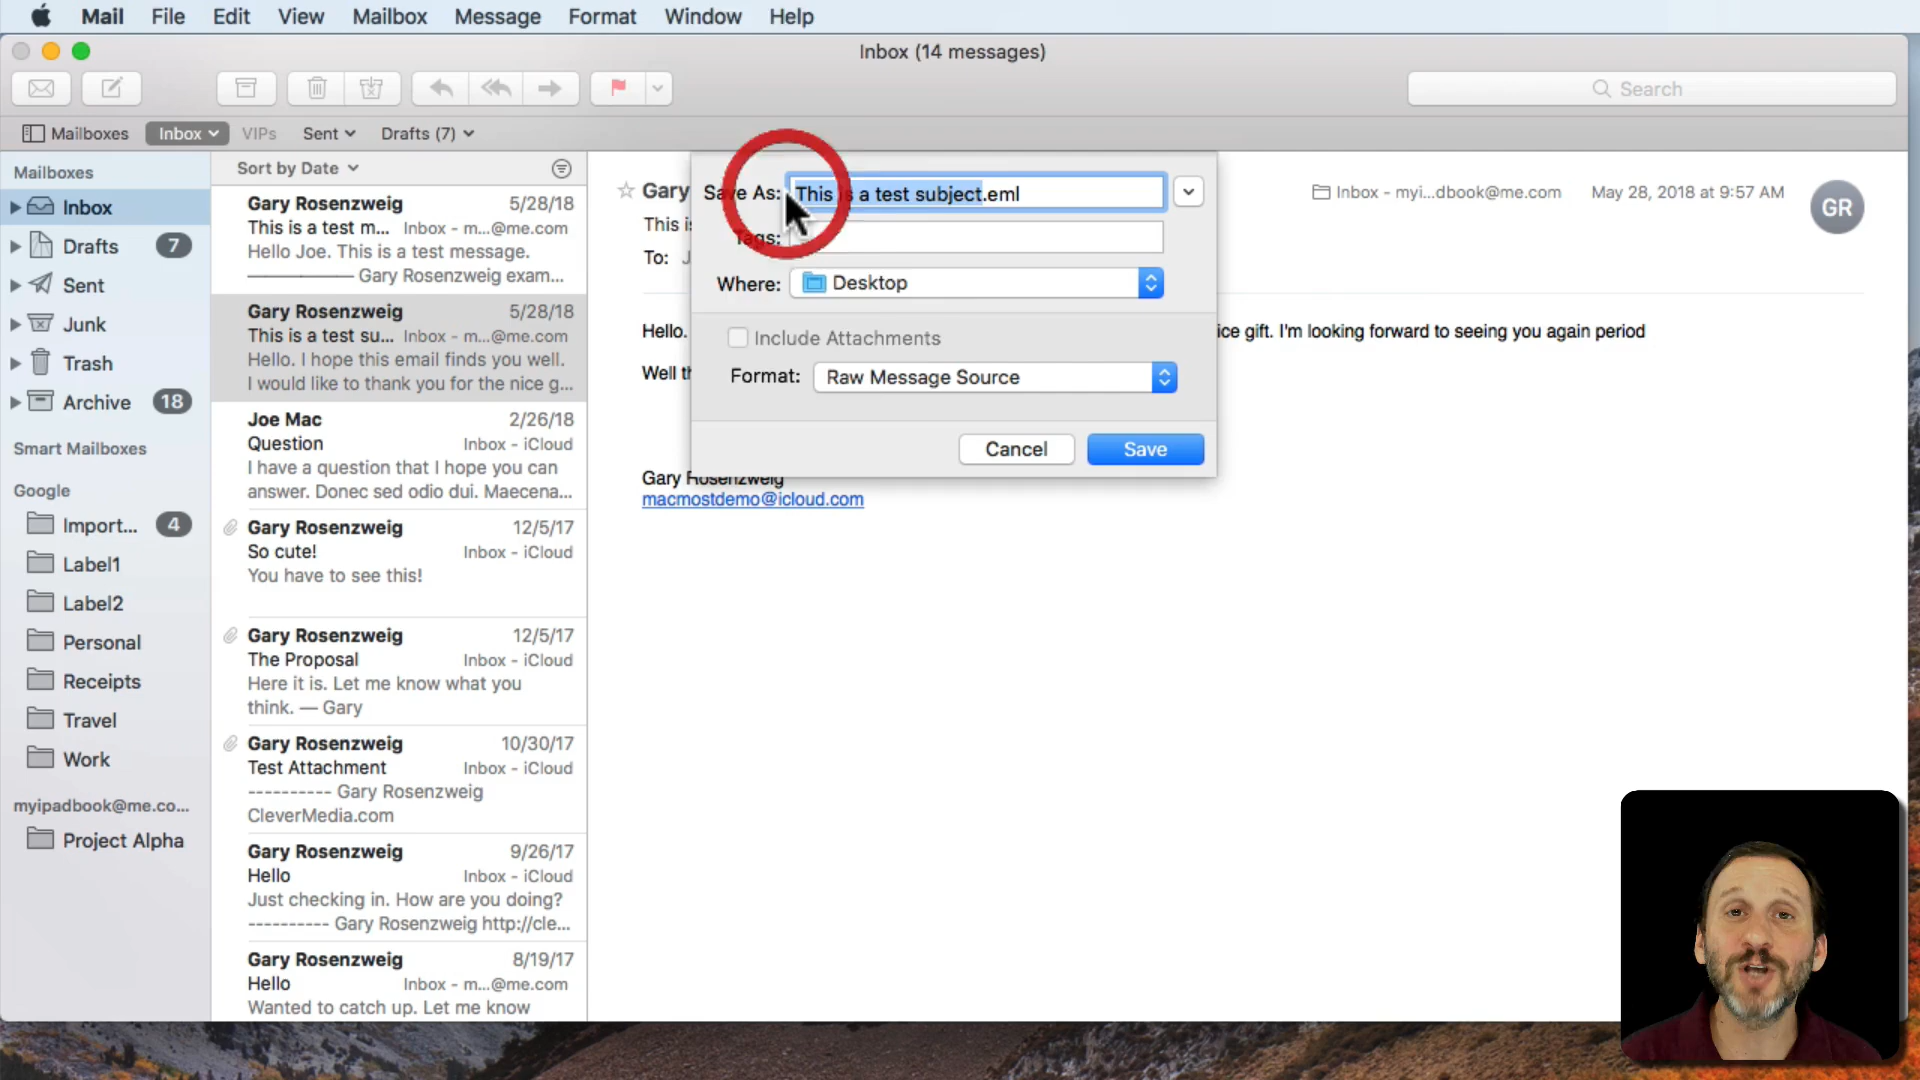 Mail File Edit View Mailbox Message Format Window Help
Inbox (14 messages)
Search
Mailboxes Inbox VIPs Sent Drafts (7)
Mailboxes
Inbox
Drafts 7
Sent
Junk
Trash
Archive 18
Smart Mailboxes
Google
Import... 4
Label1
Label2
Personal
Receipts
Travel
Work
myipadbook@me.co...
Project Alpha
Sort by Date
Gary Rosenzweig 5/28/18
This is a test m... Inbox - m...@me.com
Hello Joe. This is a test message.
—————— Gary Rosenzweig exam...
Gary Rosenzweig 5/28/18
This is a test su... Inbox - m...@me.com
Hello. I hope this email finds you well.
I would like to thank you for the nice g...
Joe Mac 2/26/18
Question Inbox - iCloud
I have a question that I hope you can
answer. Donec sed odio dui. Maecena...
Gary Rosenzweig 12/5/17
So cute! Inbox - iCloud
You have to see this!
Gary Rosenzweig 12/5/17
The Proposal Inbox - iCloud
Here it is. Let me know what you
think. — Gary
Gary Rosenzweig 10/30/17
Test Attachment Inbox - iCloud
---------- Gary Rosenzweig
CleverMedia.com
Gary Rosenzweig 9/26/17
Hello Inbox - iCloud
Just checking in. How are you doing?
---------- Gary Rosenzweig http://cle...
Gary Rosenzweig 8/19/17
Hello Inbox - m...@me.com
Wanted to catch up. Let me know
Gary
Inbox - myi...dbook@me.com May 28, 2018 at 9:57 AM
GR
This
To:
Save As: This is a test subject.eml
Tags:
Where: Desktop
Include Attachments
Format: Raw Message Source
Cancel Save
Hello. ice gift. I'm looking forward to seeing you again period
Well
Gary Rosenzweig
macmostdemo@icloud.com